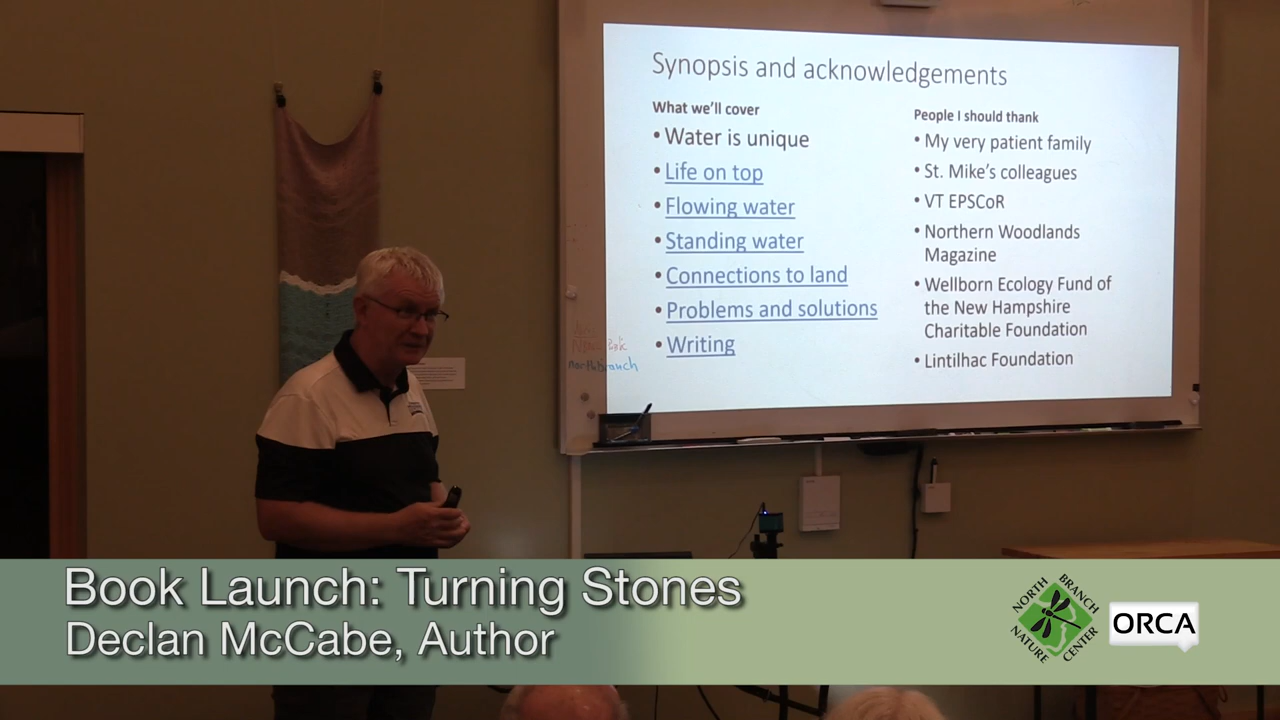 Synopsis and acknowledgements
What we'll cover
• Water is unique
• Life on top
• Flowing water
• Standing water
• Connections to land
• Problems and solutions
• Writing
People I should thank
• My very patient family
• St. Mike's colleagues
• VT EPSCoR
• Northern Woodlands
Magazine
• Wellborn Ecology Fund of
the New Hampshire
Charitable Foundation
• Lintilhac Foundation
northbranch
Book Launch: Turning Stones
Declan McCabe, Author
NORTH BRANCH
NATURE CENTER
ORCA